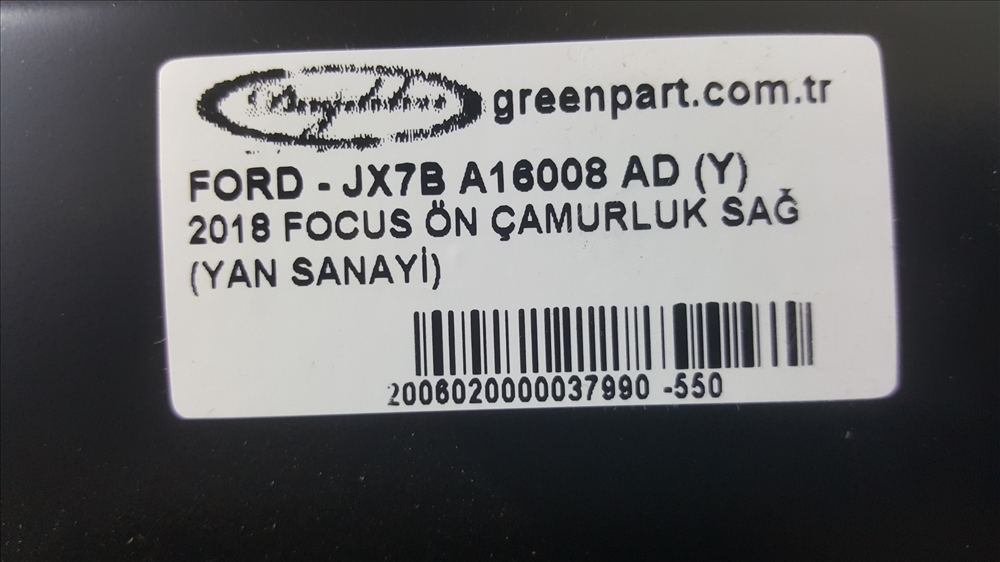 greenpart.com.tr
FORD - JX7B A16008 AD (Y)
2018 FOCUS ÖN ÇAMURLUK SAĞ
(YAN SANAYİ)
2006020000037990 -550